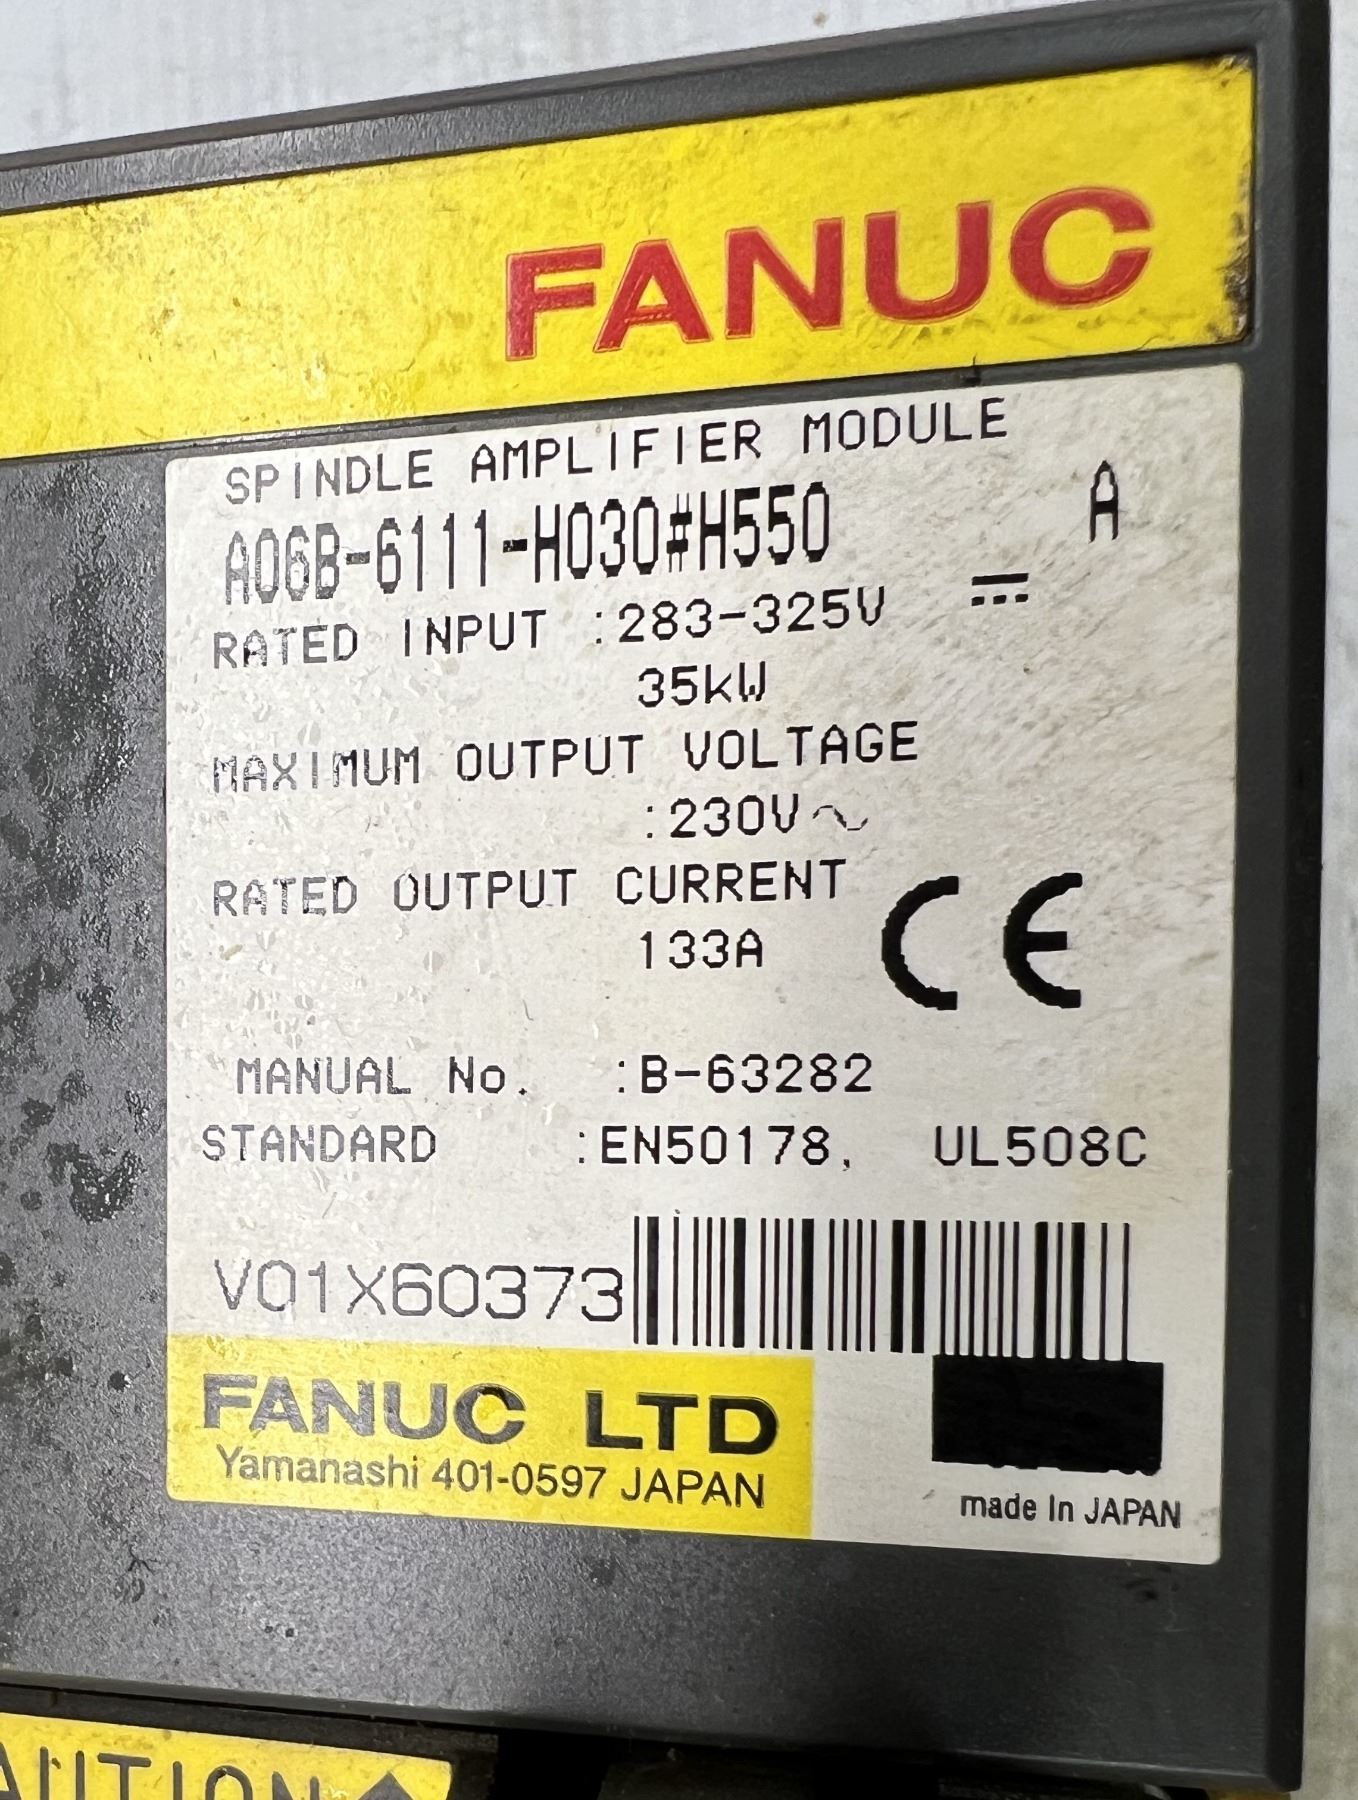 FANUC
SPINDLE AMPLIFIER MODULE
A06B-6111-H030#H550 A
RATED INPUT :283-325V ⎓
35kW
MAXIMUM OUTPUT VOLTAGE
:230V∿
RATED OUTPUT CURRENT
133A
CE
MANUAL No. :B-63282
STANDARD :EN50178, UL508C
V01X60373
FANUC LTD
Yamanashi 401-0597 JAPAN
made In JAPAN